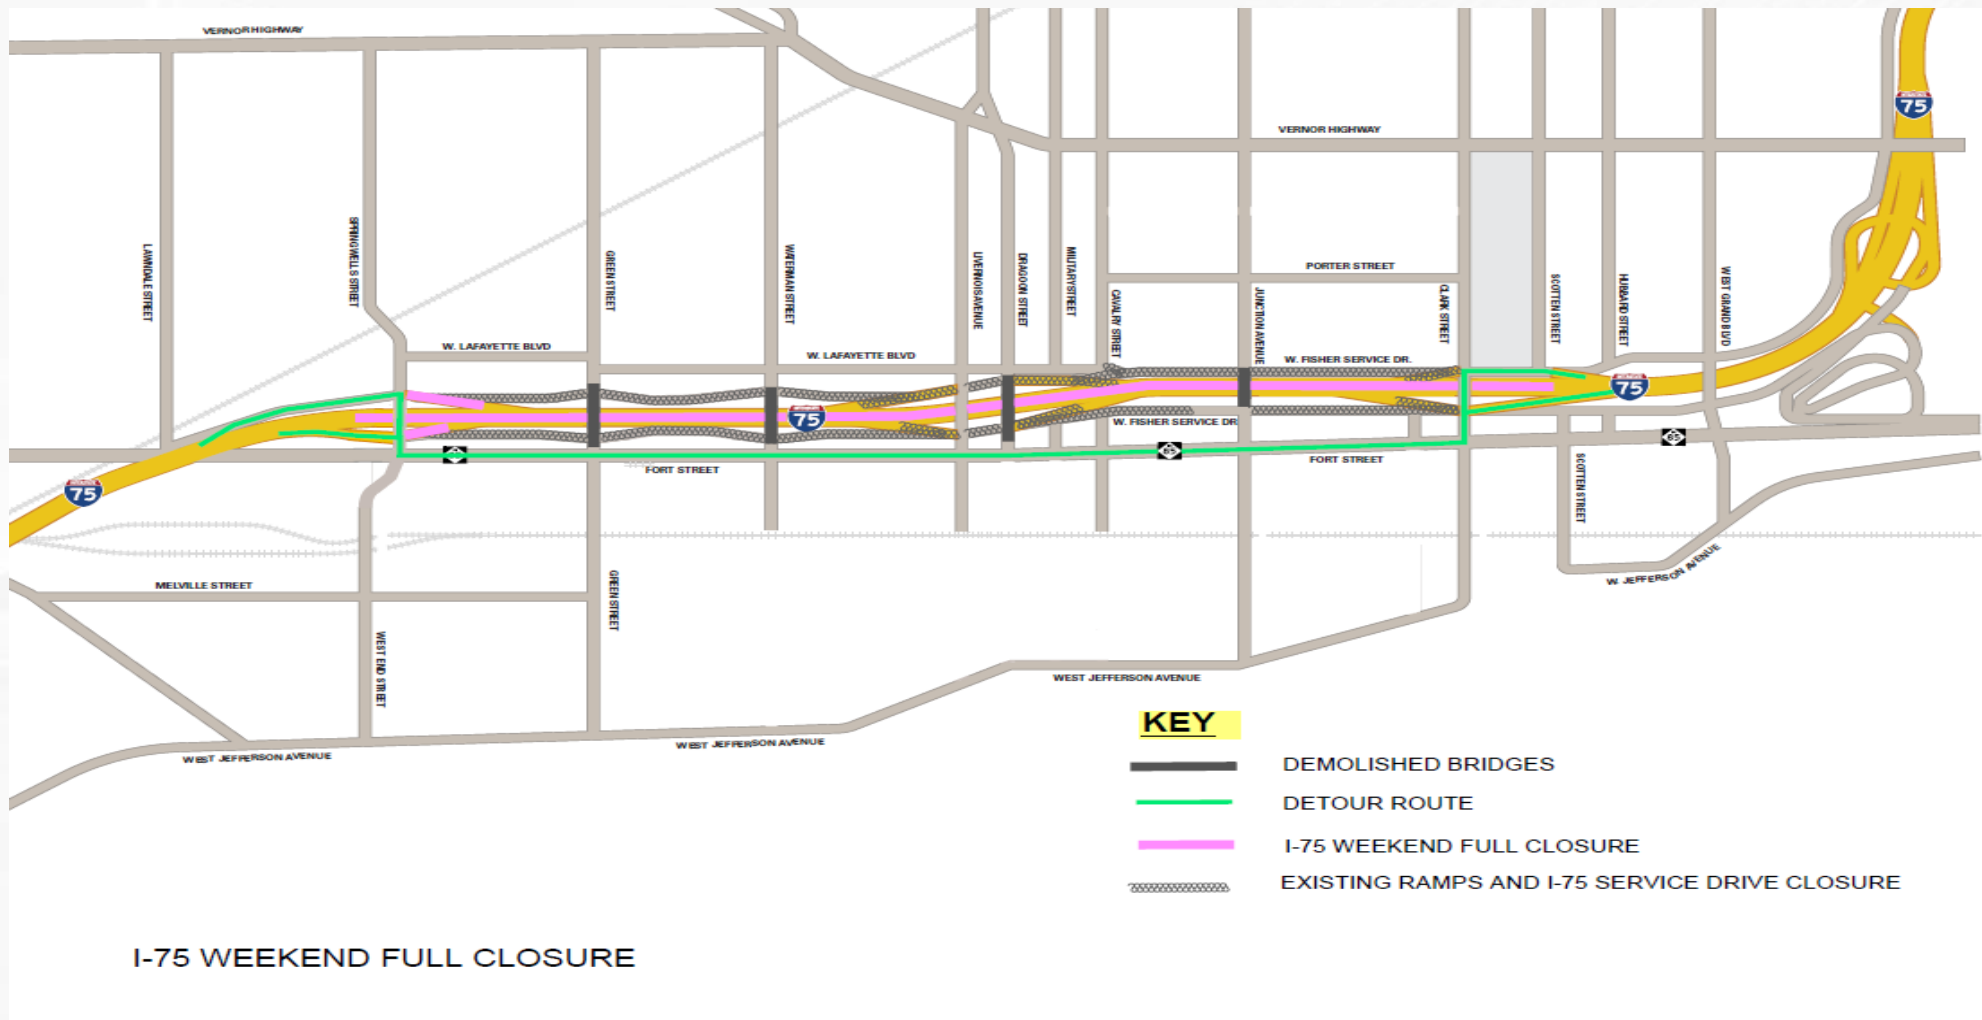 VERNOR HIGHWAY
75
VERNOR HIGHWAY
LAWNDALE STREET
SPRINGWELLS STREET
GREEN STREET
WATERMAN STREET
LIVERNOIS AVENUE
DRAGOON STREET
MILITARY STREET
CAVALRY STREET
PORTER STREET
JUNCTION AVENUE
CLARK STREET
SCOTTEN STREET
HUBBARD STREET
WEST GRAND BLVD
W. LAFAYETTE BLVD
W. LAFAYETTE BLVD
W. FISHER SERVICE DR.
75
75
W. FISHER SERVICE DR
85
85
FORT STREET
FORT STREET
75
SCOTTEN STREET
MELVILLE STREET
GREEN STREET
W. JEFFERSON AVENUE
WEST END STREET
WEST JEFFERSON AVENUE
WEST JEFFERSON AVENUE
WEST JEFFERSON AVENUE
KEY
DEMOLISHED BRIDGES
DETOUR ROUTE
I-75 WEEKEND FULL CLOSURE
EXISTING RAMPS AND I-75 SERVICE DRIVE CLOSURE
I-75 WEEKEND FULL CLOSURE